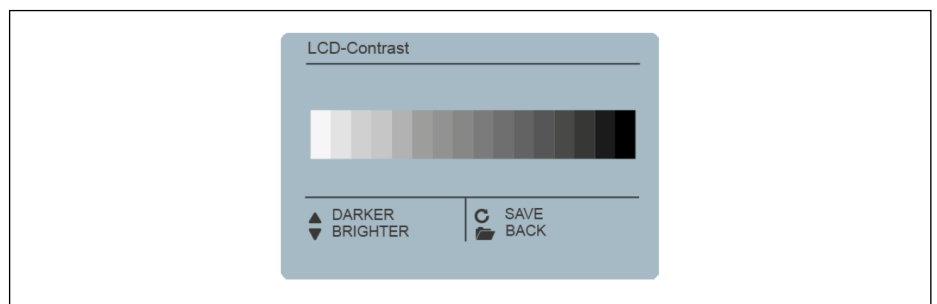 LCD-Contrast
DARKER
BRIGHTER
SAVE
BACK